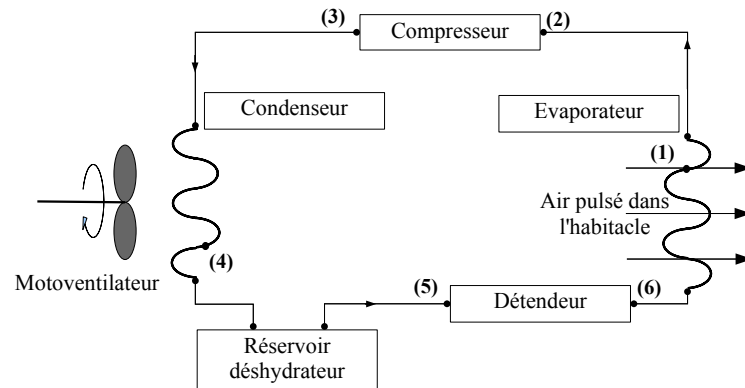 (3)
Compresseur
(2)
Condenseur
Evaporateur
(1)
Air pulsé dans
l'habitacle
(4)
Motoventilateur
(5)
Détendeur
(6)
Réservoir
déshydrateur